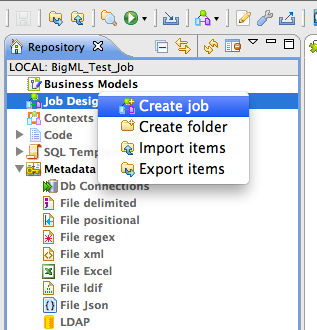 Repository
LOCAL: BigML_Test_Job
Business Models
Job Desig
Create job
Contexts
Create folder
Code
Import items
SQL Temp
Export items
Metadata
Db Connections
File delimited
File positional
File regex
File xml
File Excel
File ldif
File Json
LDAP